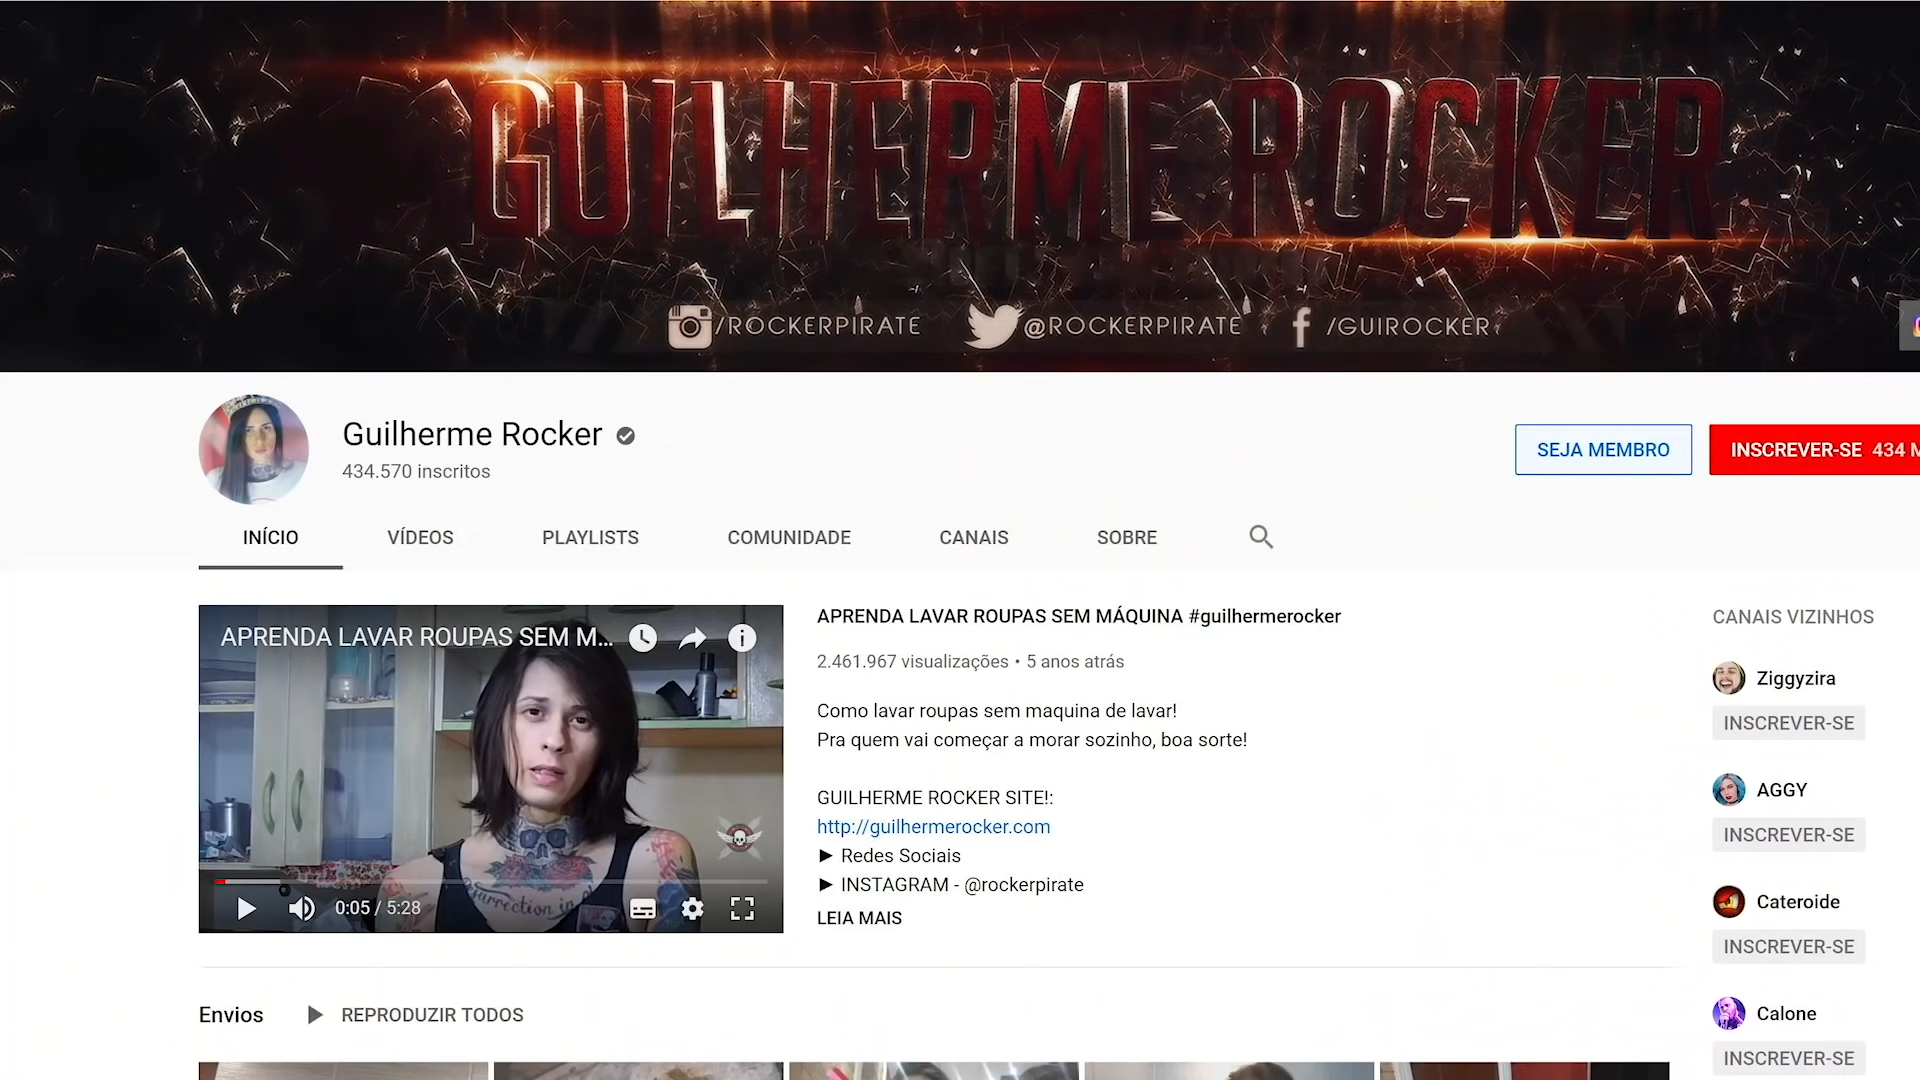 GUILHERME ROCKER
/ROCKERPIRATE @ROCKERPIRATE /GUIROCKER
Guilherme Rocker
434.570 inscritos
SEJA MEMBRO
INSCREVER-SE 434 M
INÍCIO VÍDEOS PLAYLISTS COMUNIDADE CANAIS SOBRE
APRENDA LAVAR ROUPAS SEM M...
0:05 / 5:28
APRENDA LAVAR ROUPAS SEM MÁQUINA #guilhermerocker
2.461.967 visualizações • 5 anos atrás
Como lavar roupas sem maquina de lavar!
Pra quem vai começar a morar sozinho, boa sorte!
GUILHERME ROCKER SITE!:
http://guilhermerocker.com
► Redes Sociais
► INSTAGRAM - @rockerpirate
LEIA MAIS
CANAIS VIZINHOS
Ziggyzira
INSCREVER-SE
AGGY
INSCREVER-SE
Cateroide
INSCREVER-SE
Calone
INSCREVER-SE
Envios
REPRODUZIR TODOS